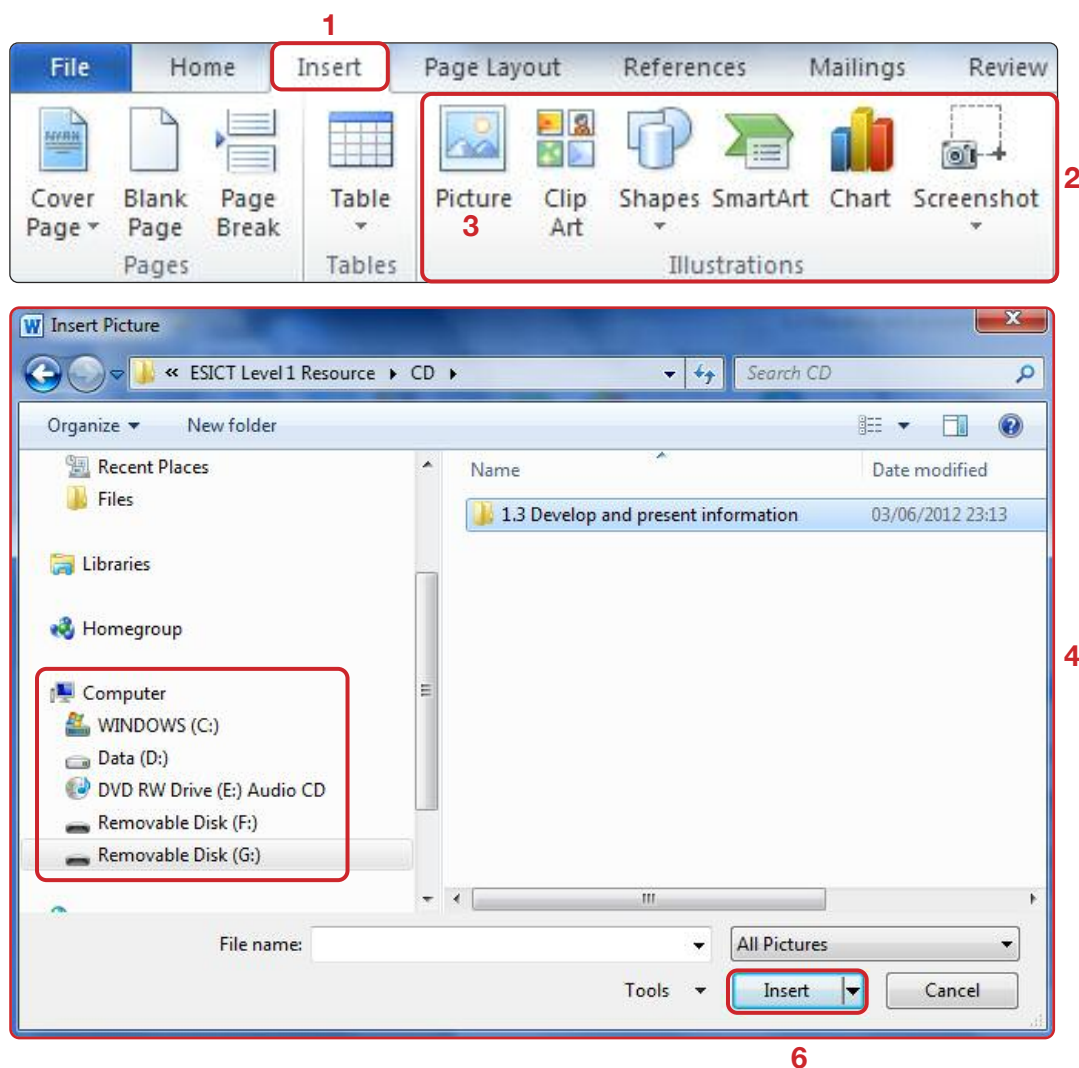 1
File Home Insert Page Layout References Mailings Review
Cover Blank Page Table Picture Clip Shapes SmartArt Chart Screenshot
Page Page Break 3 Art
Pages Tables Illustrations
2
W Insert Picture X
« ESICT Level 1 Resource CD Search CD
Organize New folder
Recent Places Name Date modified
Files 1.3 Develop and present information 03/06/2012 23:13
Libraries
Homegroup
4
Computer
WINDOWS (C:)
Data (D:)
DVD RW Drive (E:) Audio CD
Removable Disk (F:)
Removable Disk (G:)
File name: All Pictures
Tools Insert Cancel
6